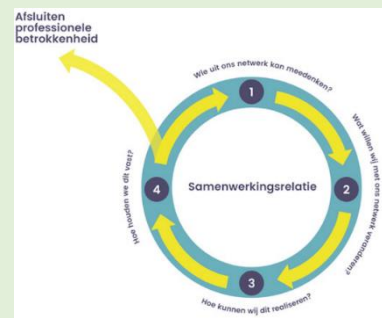 Afsluiten
professionele
betrokkenheid
Wie uit ons netwerk kan meedenken?
1
Wat willen wij met ons netwerk veranderen?
2
Samenwerkingsrelatie
4
Hoe houden we dit vast?
3
Hoe kunnen wij dit realiseren?